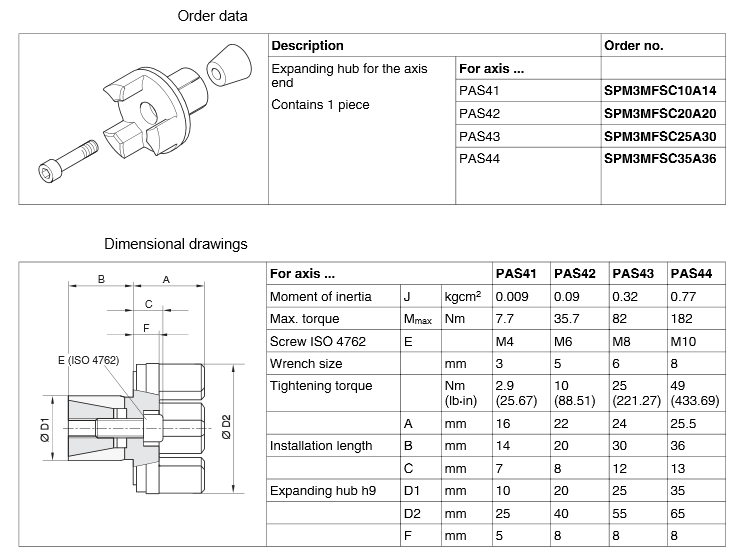 Order data
Description Order no.
Expanding hub for the axis end For axis ...
Contains 1 piece
PAS41 SPM3MFSC10A14
PAS42 SPM3MFSC20A20
PAS43 SPM3MFSC25A30
PAS44 SPM3MFSC35A36
Dimensional drawings
B A
C
F
E (ISO 4762)
Ø D1
Ø D2
For axis ... PAS41 PAS42 PAS43 PAS44
Moment of inertia J kgcm² 0.009 0.09 0.32 0.77
Max. torque Mmax Nm 7.7 35.7 82 182
Screw ISO 4762 E M4 M6 M8 M10
Wrench size mm 3 5 6 8
Tightening torque Nm 2.9 10 25 49
(lb·in) (25.67) (88.51) (221.27) (433.69)
A mm 16 22 24 25.5
Installation length B mm 14 20 30 36
C mm 7 8 12 13
Expanding hub h9 D1 mm 10 20 25 35
D2 mm 25 40 55 65
F mm 5 8 8 8